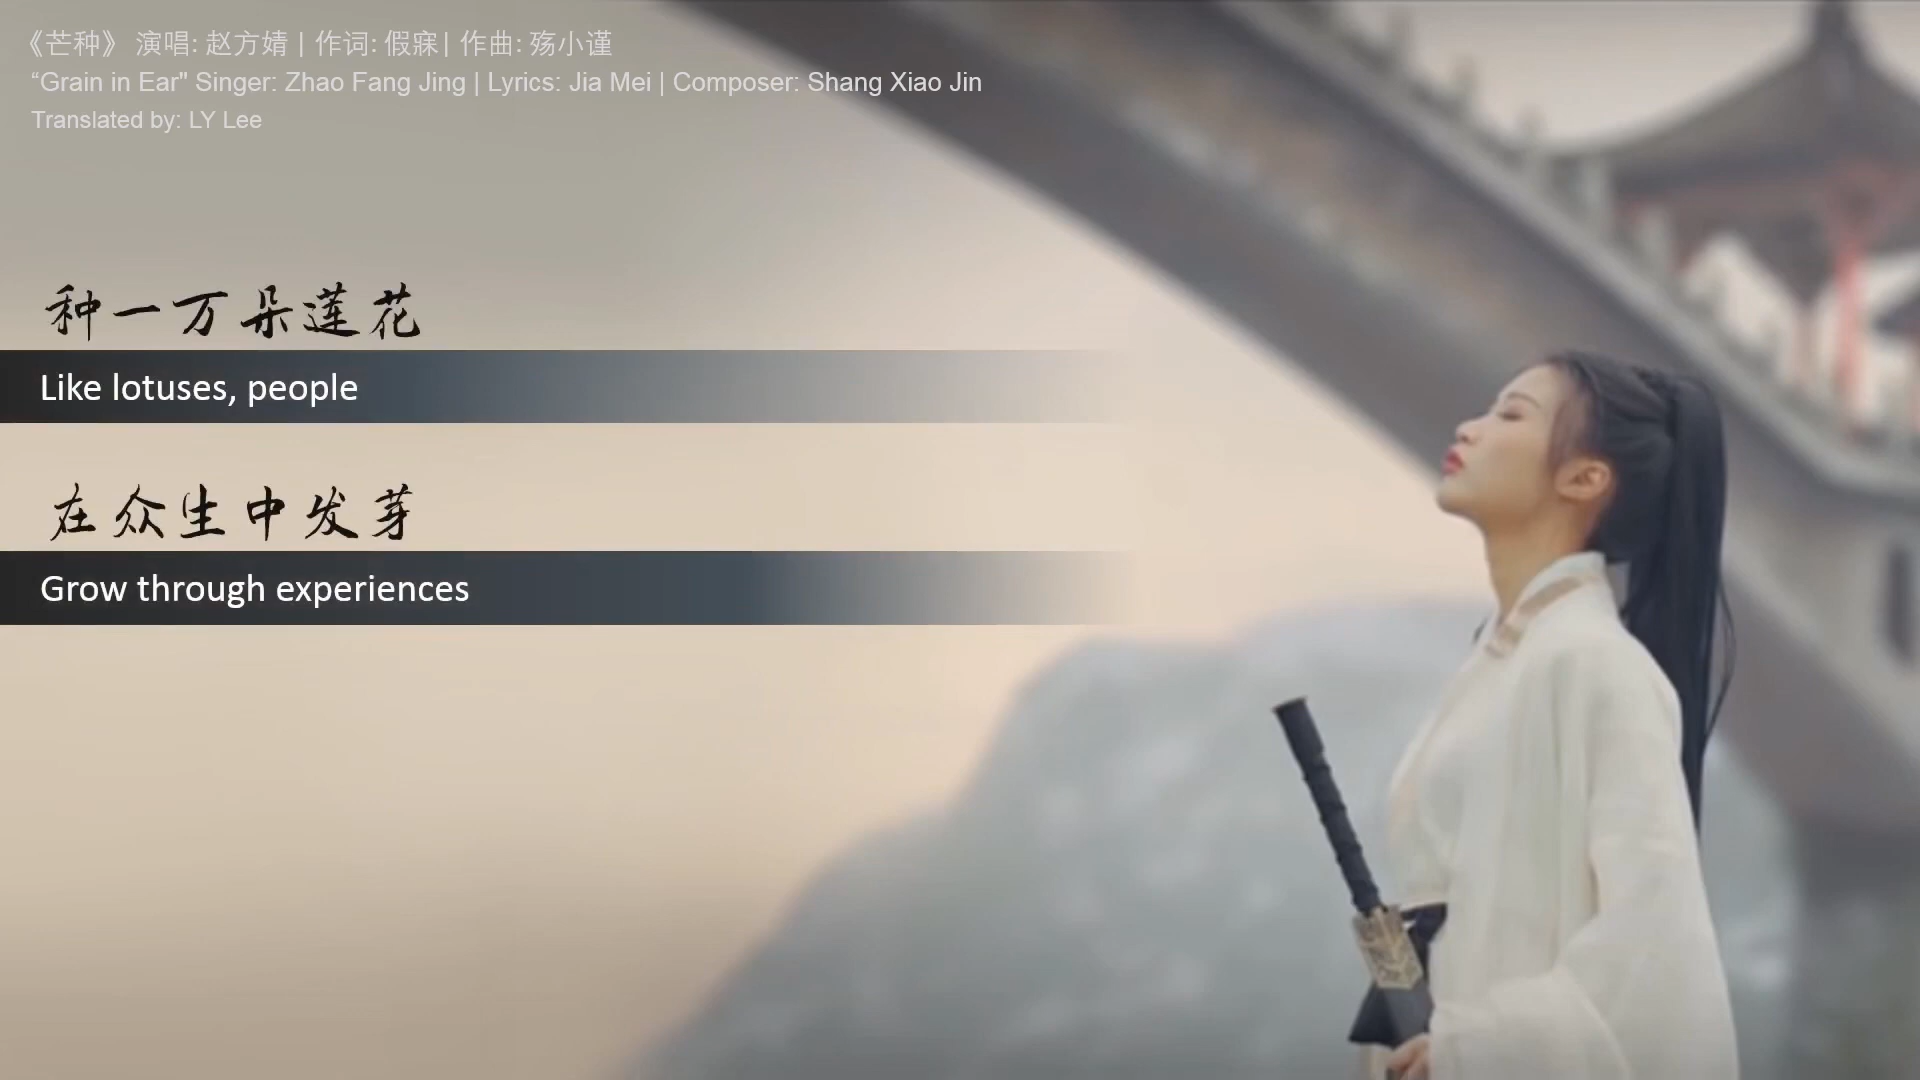 《芒种》 演唱: 赵方婧 | 作词: 假寐| 作曲: 殇小谨
“Grain in Ear" Singer: Zhao Fang Jing | Lyrics: Jia Mei | Composer: Shang Xiao Jin
Translated by: LY Lee
种一万朵莲花
Like lotuses, people
在众生中发芽
Grow through experiences